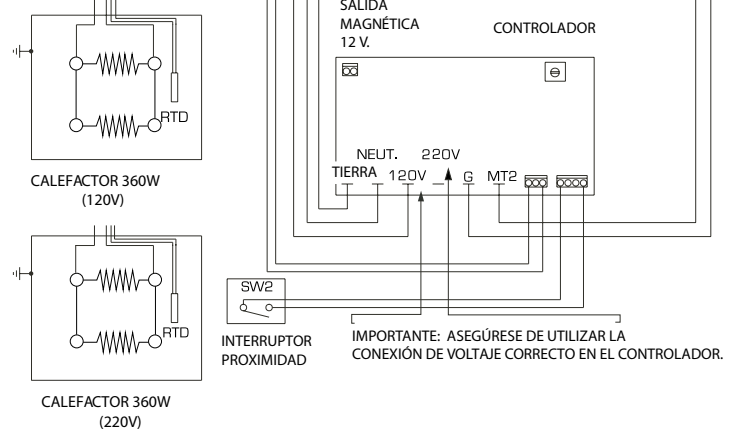 SALIDA
MAGNÉTICA
12 V.
CONTROLADOR
RTD
CALEFACTOR 360W
(120V)
NEUT. 220V
TIERRA 120V G MT2
SW2
RTD
INTERRUPTOR
PROXIMIDAD
IMPORTANTE: ASEGÚRESE DE UTILIZAR LA
CONEXIÓN DE VOLTAJE CORRECTO EN EL CONTROLADOR.
CALEFACTOR 360W
(220V)